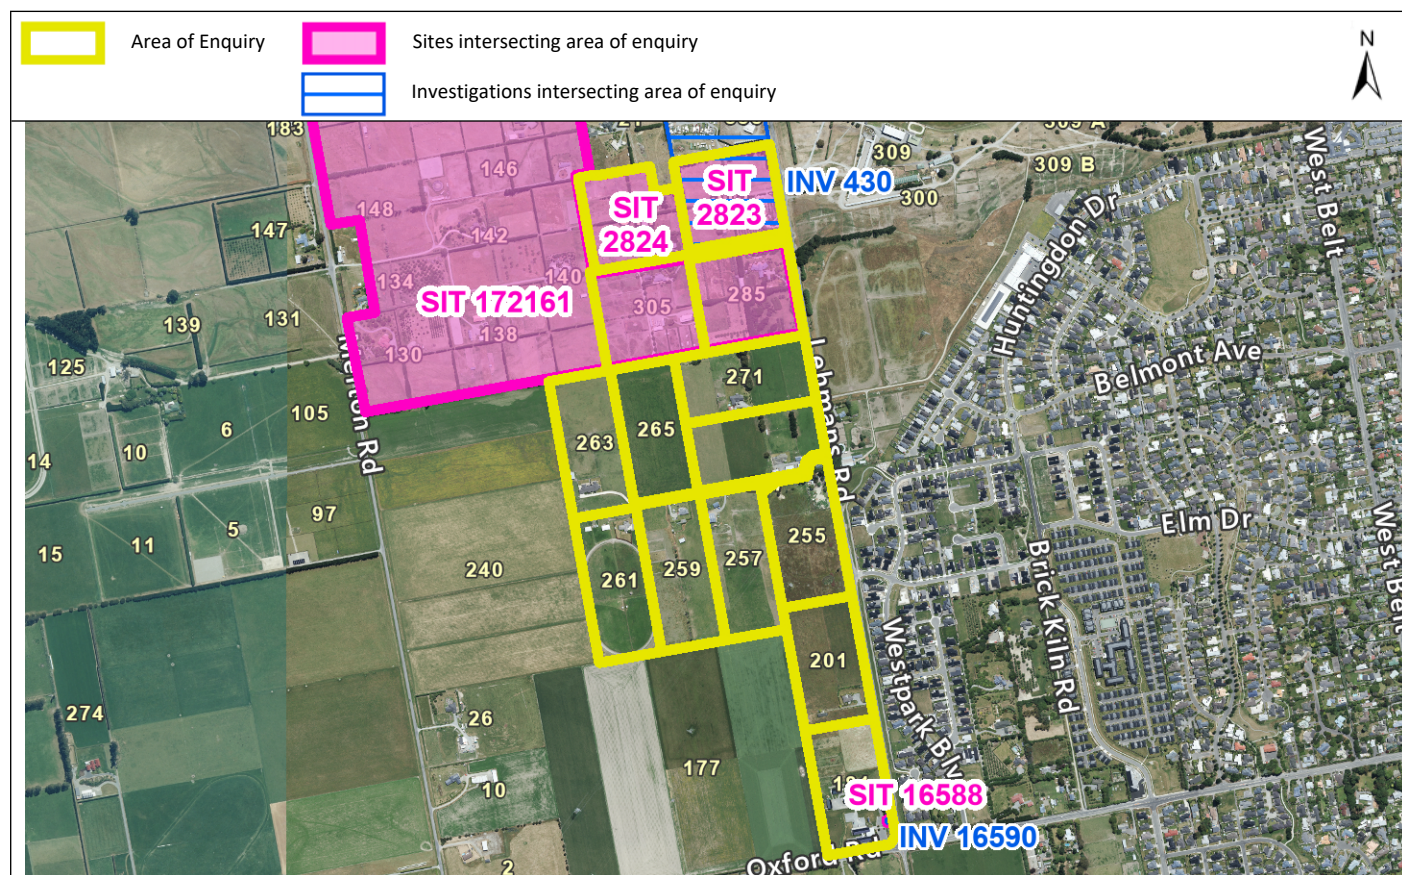 Area of Enquiry
Sites intersecting area of enquiry
N
Investigations intersecting area of enquiry
183
309
309 B
146
SIT
2823
INV 430
300
West Belt
SIT
2824
148
147
142
Huntingdon Dr
134
140
SIT 172161
305
285
139
131
138
130
125
Lehmans Rd
Belmont Ave
271
105
6
263
265
10
14
97
255
Elm Dr
West Belt
5
11
15
257
259
240
261
Brick Kiln Rd
Westpark Blv
201
274
26
177
10
SIT 16588
INV 16590
Oxford Rd
2